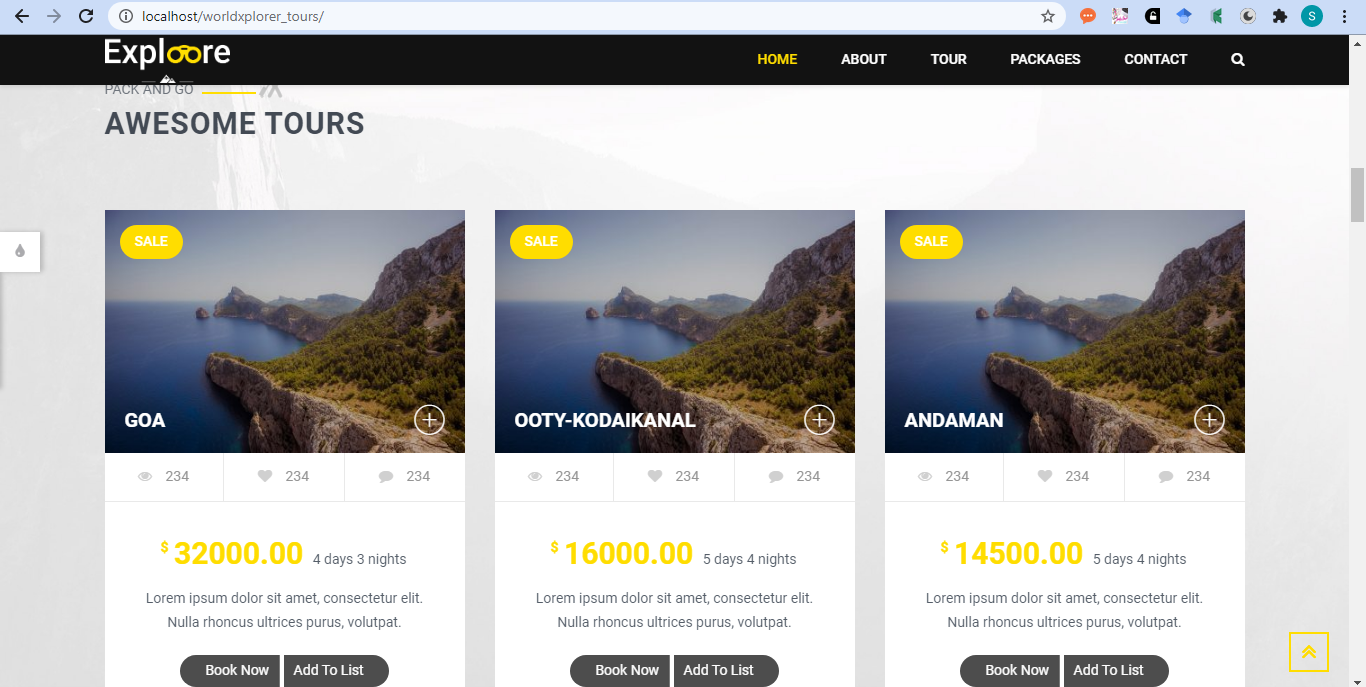 localhost/worldxplorer_tours/
S
Exploore
HOME ABOUT TOUR PACKAGES CONTACT
PACK AND GO
AWESOME TOURS
SALE SALE SALE
GOA OOTY-KODAIKANAL ANDAMAN
234 234 234 234 234 234 234 234 234
$ 32000.00 4 days 3 nights $ 16000.00 5 days 4 nights $ 14500.00 5 days 4 nights
Lorem ipsum dolor sit amet, consectetur elit. Lorem ipsum dolor sit amet, consectetur elit. Lorem ipsum dolor sit amet, consectetur elit.
Nulla rhoncus ultrices purus, volutpat. Nulla rhoncus ultrices purus, volutpat. Nulla rhoncus ultrices purus, volutpat.
Book Now Add To List Book Now Add To List Book Now Add To List